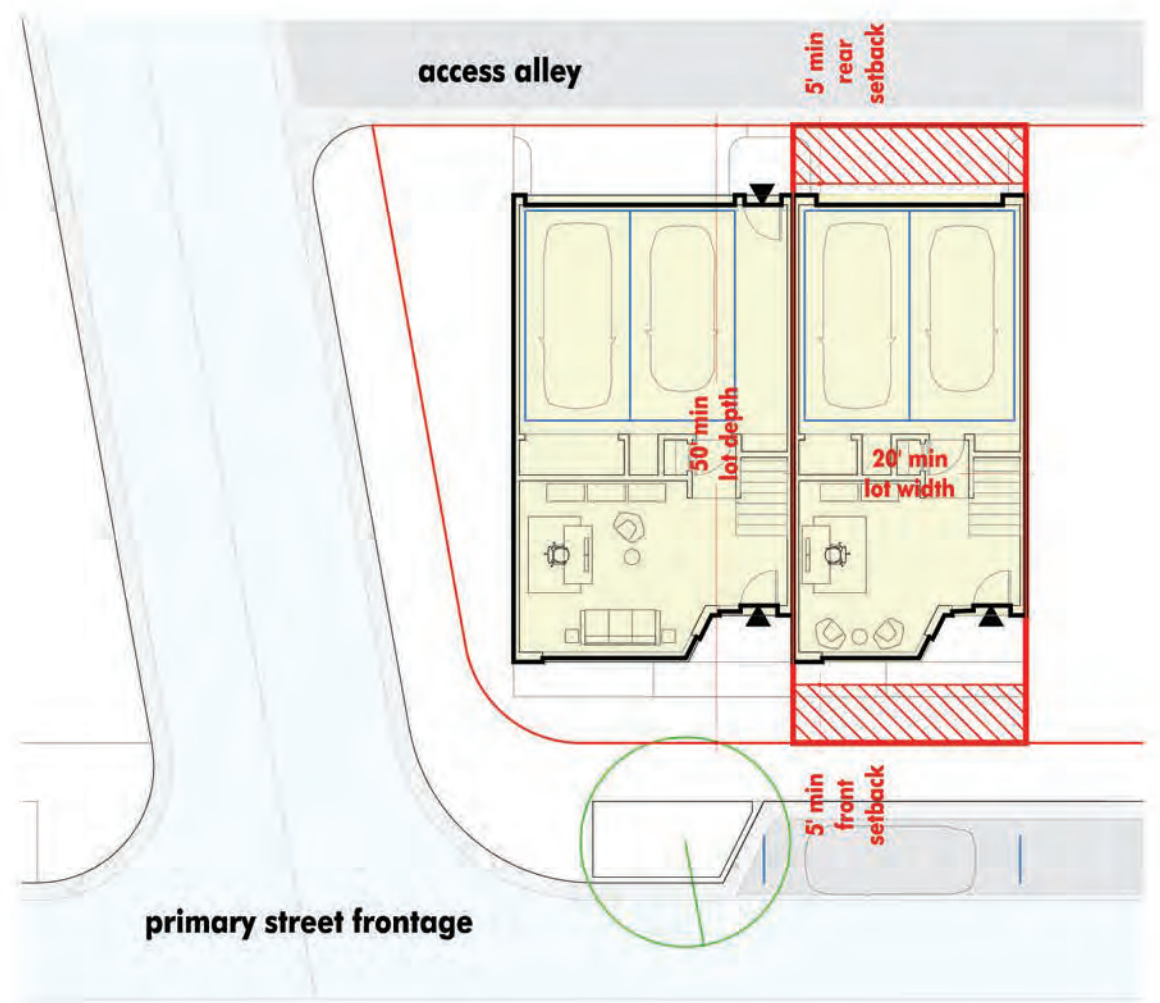 access alley
5' min
rear
setback
50' min
lot depth
20' min
lot width
5' min
front
setback
primary street frontage